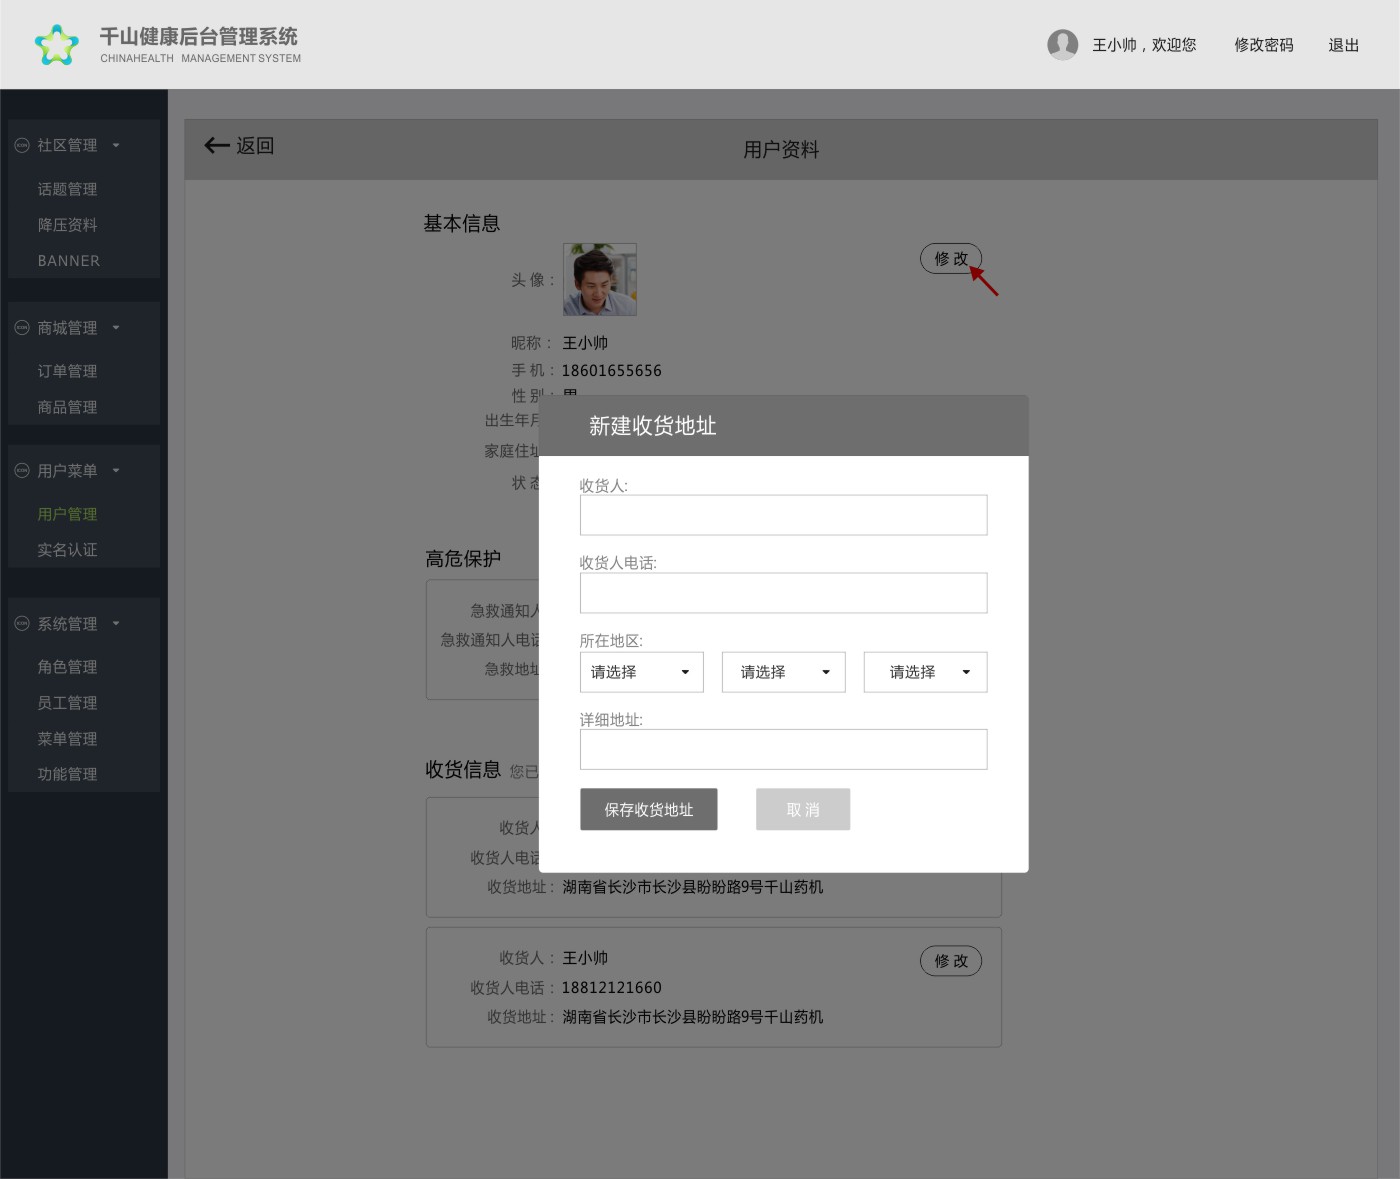 千山健康后台管理系统
CHINAHEALTH MANAGEMENT SYSTEM
王小帅，欢迎您 修改密码 退出
社区管理
话题管理
降压资料
BANNER
商城管理
订单管理
商品管理
用户菜单
用户管理
实名认证
系统管理
角色管理
员工管理
菜单管理
功能管理
返回
用户资料
基本信息
头 像：
修 改
昵称： 王小帅
手 机： 18601655656
性 别
出生年月
家庭住址
状 态
高危保护
急救通知人
急救通知人电话
急救地址
收货信息 您已
收货人
收货人电话
收货地址： 湖南省长沙市长沙县盼盼路9号千山药机
收货人： 王小帅
修 改
收货人电话： 18812121660
收货地址： 湖南省长沙市长沙县盼盼路9号千山药机
新建收货地址
收货人:
收货人电话:
所在地区:
请选择 请选择 请选择
详细地址:
保存收货地址 取 消